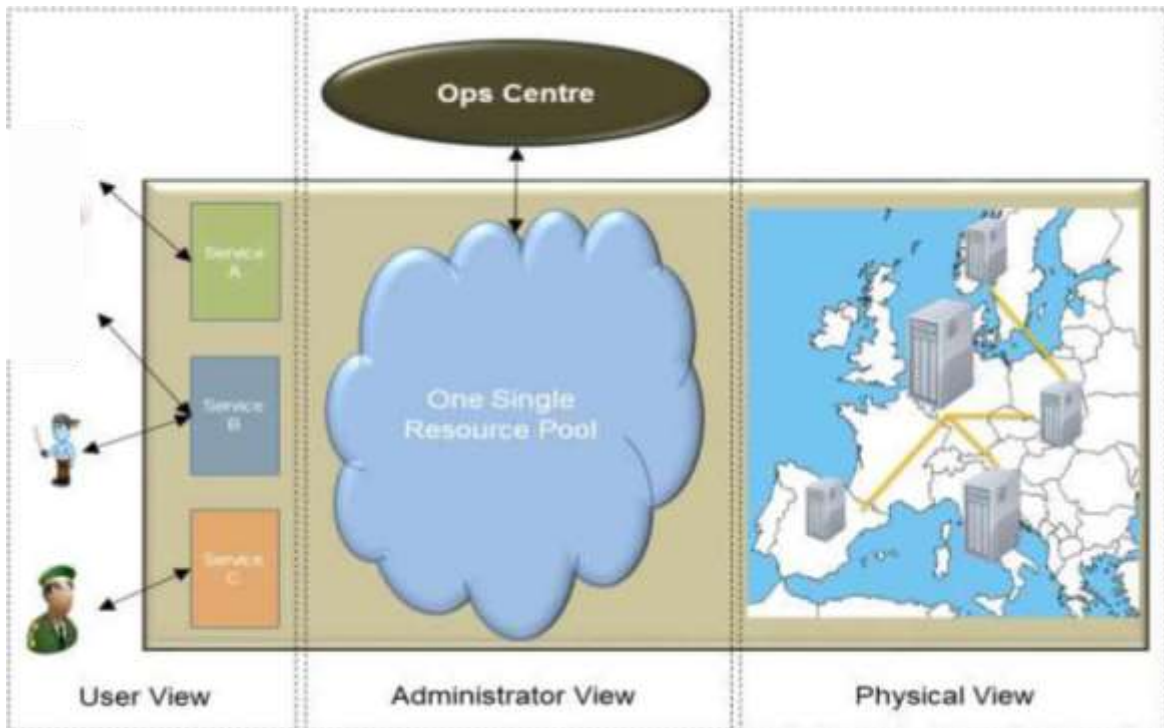 Ops Centre
Service
A
Service
B
Service
C
One Single
Resource Pool
User View
Administrator View
Physical View